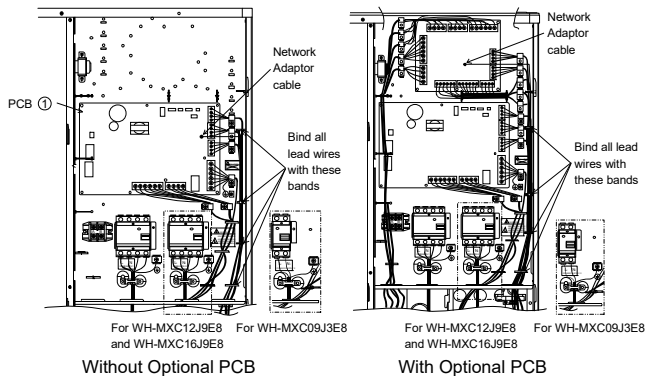 Network
Adaptor
cable
PCB ①
Bind all
lead wires
with these
bands
For WH-MXC12J9E8
and WH-MXC16J9E8
For WH-MXC09J3E8
Without Optional PCB
Network
Adaptor
cable
Bind all lead
wires with
these bands
For WH-MXC12J9E8
and WH-MXC16J9E8
For WH-MXC09J3E8
With Optional PCB